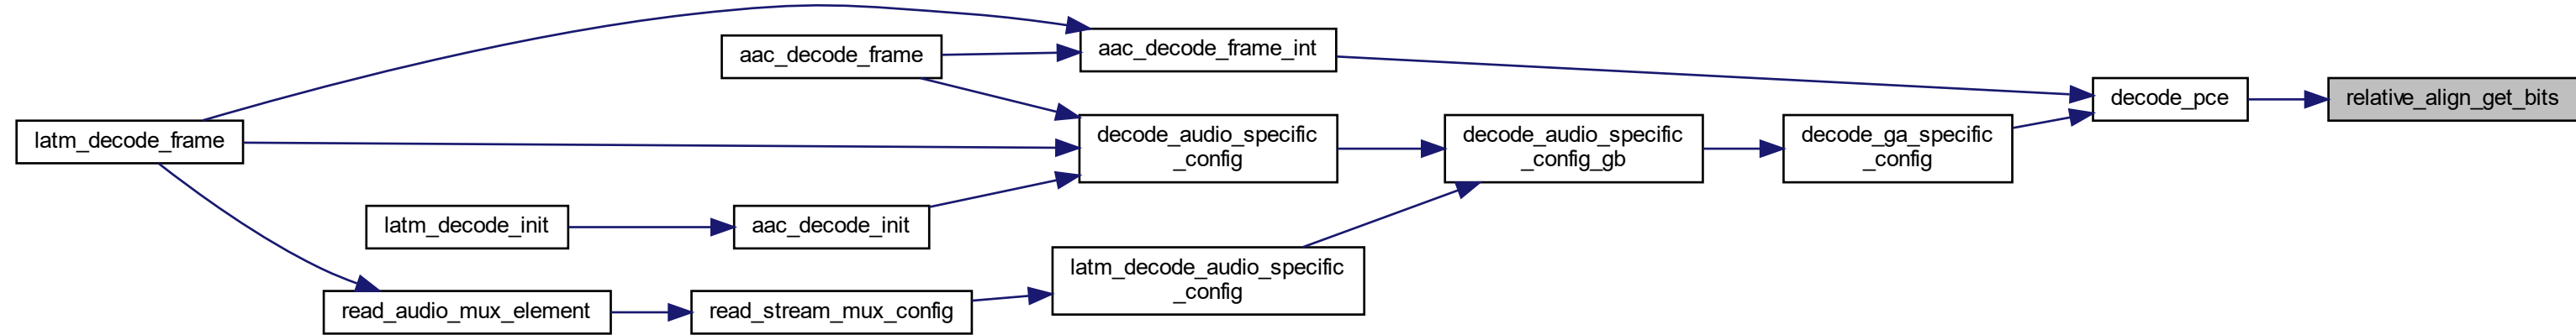 aac_decode_frame_int
aac_decode_frame
decode_pce
relative_align_get_bits
latm_decode_frame
decode_audio_specific
_config
decode_audio_specific
_config_gb
decode_ga_specific
_config
latm_decode_init
aac_decode_init
latm_decode_audio_specific
_config
read_audio_mux_element
read_stream_mux_config